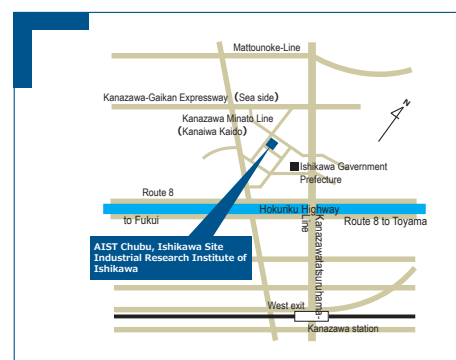 Mattounoke-Line
N
Kanazawa-Gaikan Expressway (Sea side)
Kanazawa Minato Line
(Kanaiwa Kaido)
Ishikawa Gavernment
Prefecture
Route 8
Hokuriku Highway
to Fukui
Route 8 to Toyama
Kanazawatatsuruhama-
Line
AIST Chubu, Ishikawa Site
Industrial Research Institute of
Ishikawa
West exit
Kanazawa station